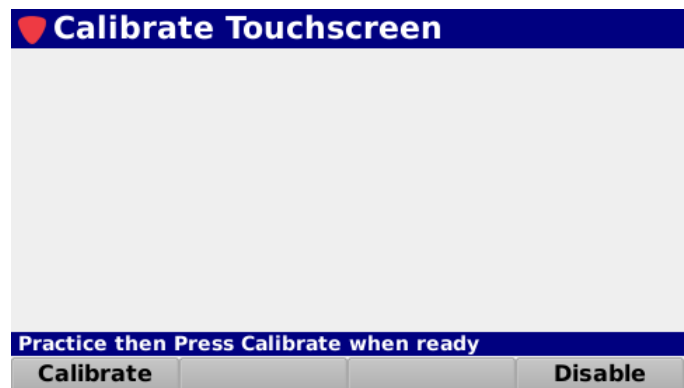 Calibrate Touchscreen
Practice then Press Calibrate when ready
Calibrate Disable